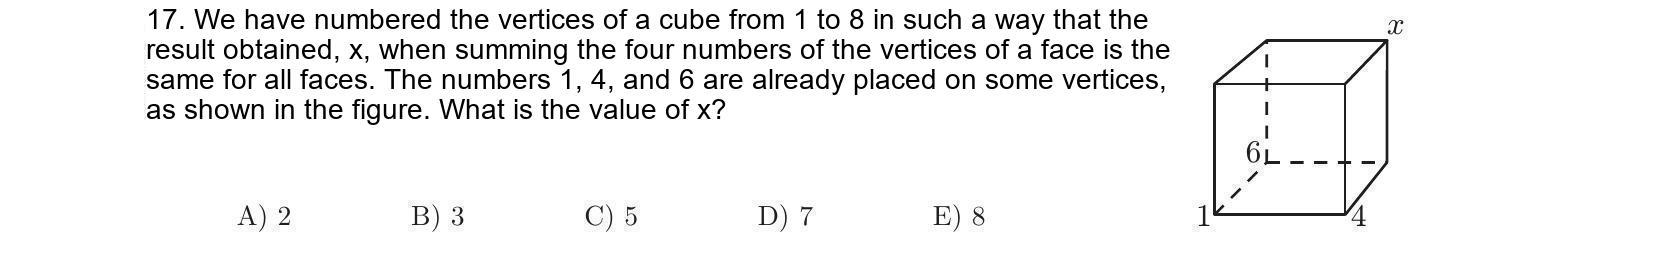 17. We have numbered the vertices of a cube from 1 to 8 in such a way that the
result obtained, x, when summing the four numbers of the vertices of a face is the
same for all faces. The numbers 1, 4, and 6 are already placed on some vertices,
as shown in the figure. What is the value of x?
x
6
1
4
A) 2 B) 3 C) 5 D) 7 E) 8